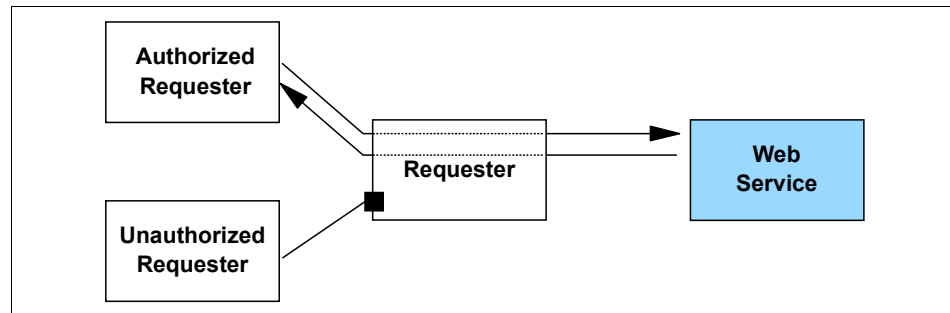 Authorized
Requester
Requester
Web
Service
Unauthorized
Requester